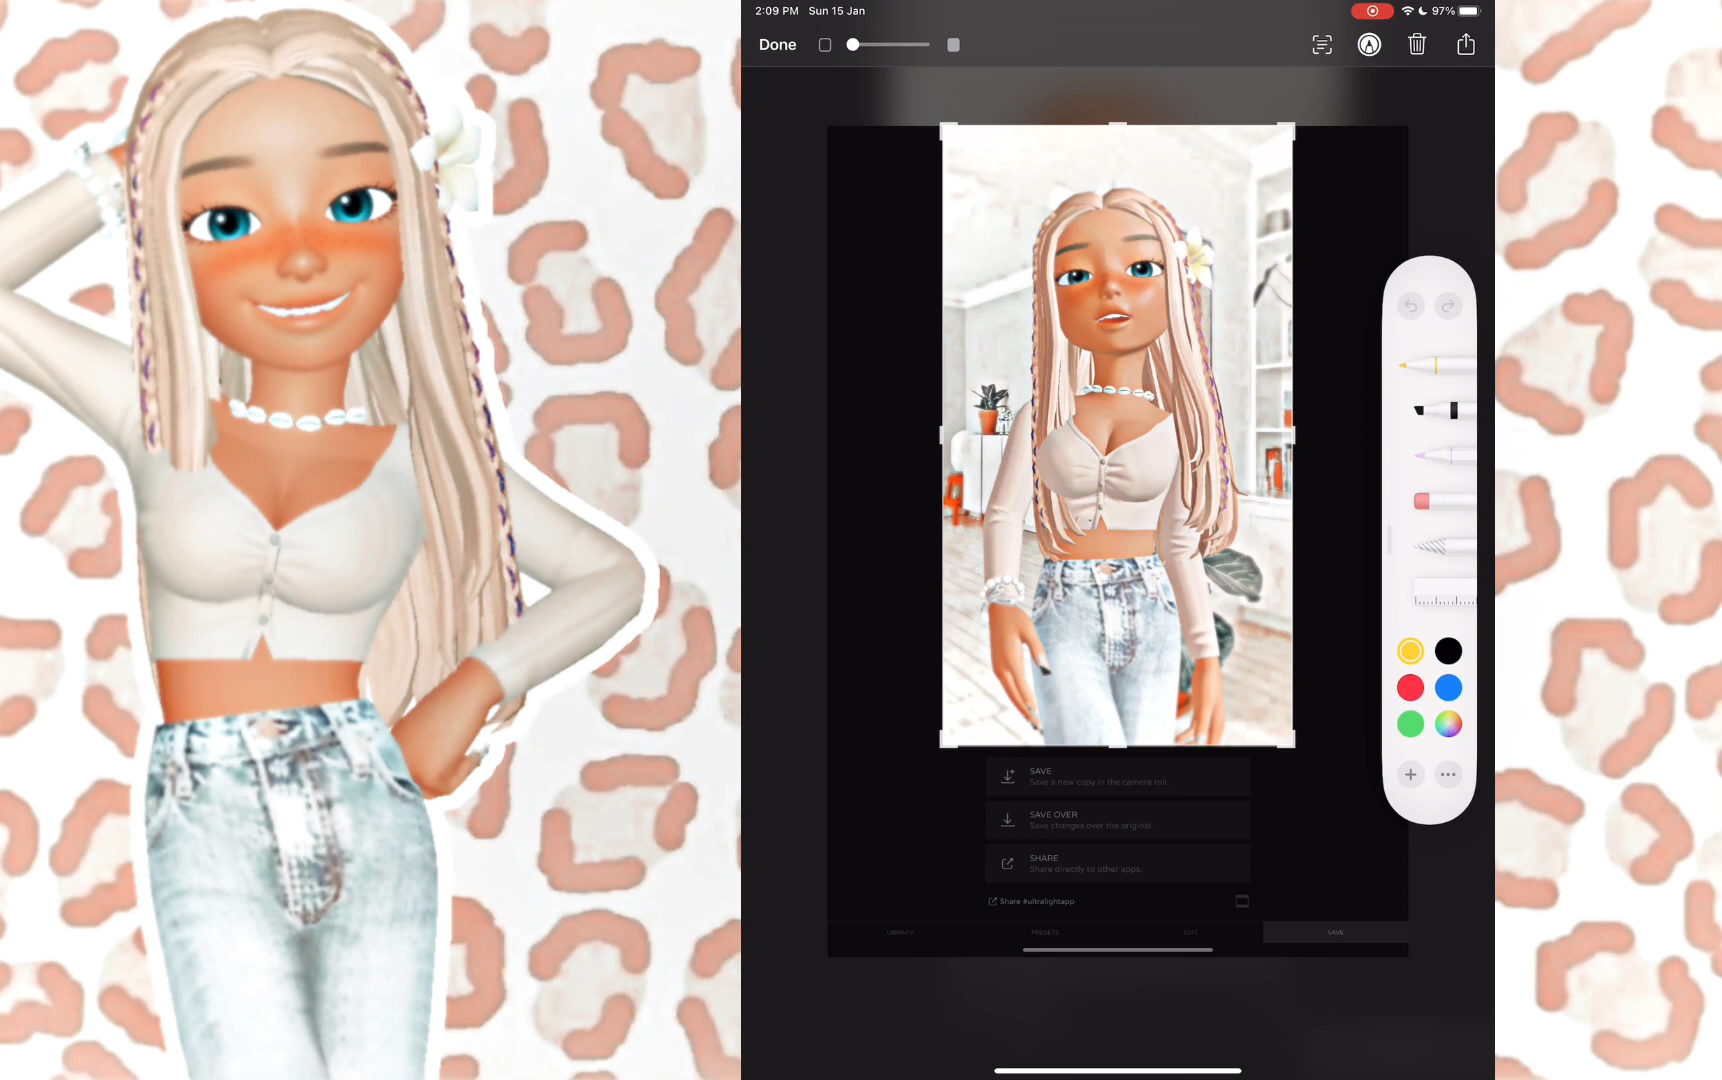 2:09 PM Sun 15 Jan
97%
Done
SAVE
Save a new copy in the camera roll.
SAVE OVER
Save changes over the original.
SHARE
Share directly to other apps.
Share #ultralightapp
LIBRARY PRESETS EDIT SAVE